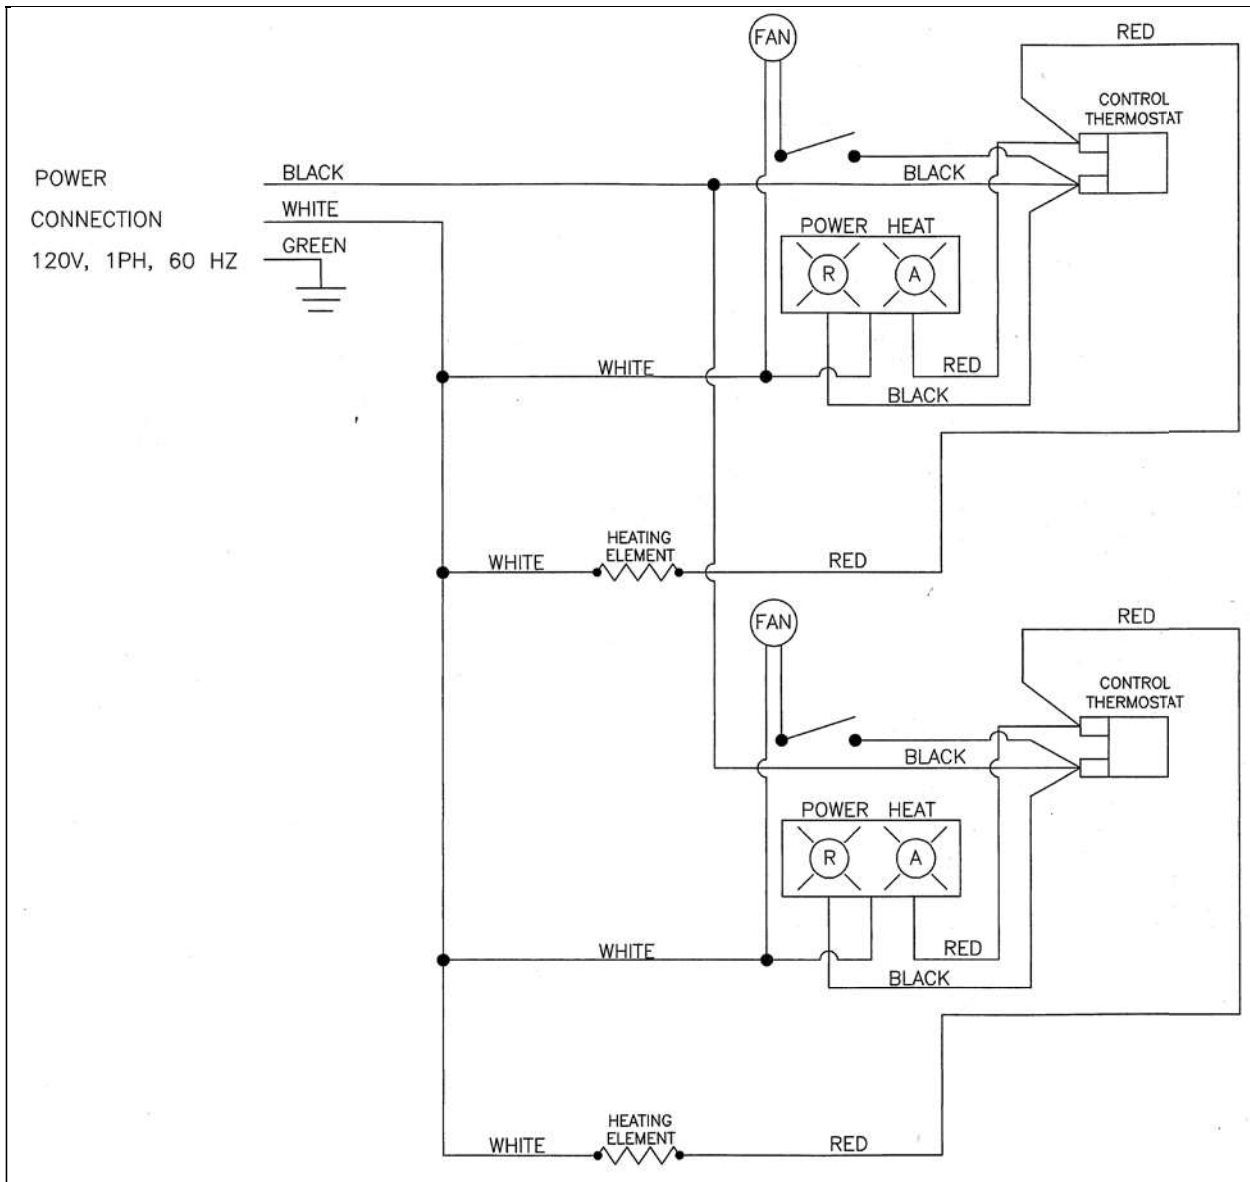 FAN
RED
CONTROL
THERMOSTAT
POWER
BLACK
BLACK
CONNECTION
WHITE
120V, 1PH, 60 HZ
GREEN
POWER HEAT
R A
WHITE
RED
BLACK
HEATING
ELEMENT
WHITE
RED
FAN
RED
CONTROL
THERMOSTAT
BLACK
POWER HEAT
R A
WHITE
RED
BLACK
HEATING
ELEMENT
WHITE
RED